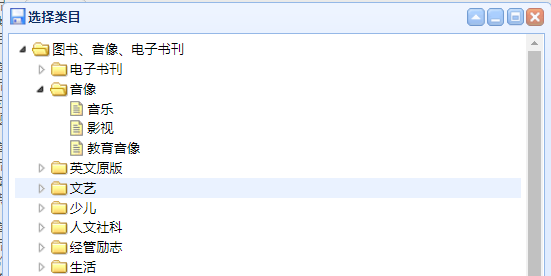 选择类目
图书、音像、电子书刊
电子书刊
音像
音乐
影视
教育音像
英文原版
文艺
少儿
人文社科
经管励志
生活